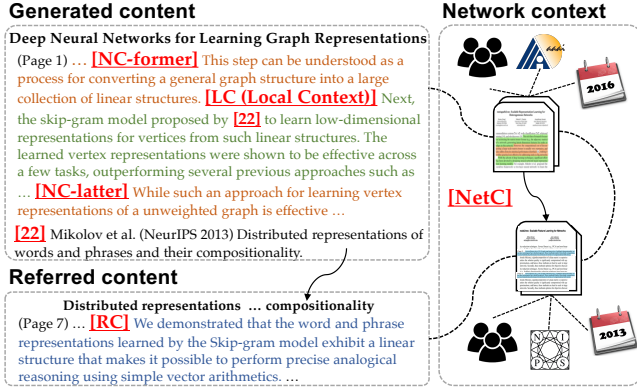 Generated content
Deep Neural Networks for Learning Graph Representations
(Page 1) … [NC-former] This step can be understood as a
process for converting a general graph structure into a large
collection of linear structures. [LC (Local Context)] Next,
the skip-gram model proposed by [22] to learn low-dimensional
representations for vertices from such linear structures. The
learned vertex representations were shown to be effective across
a few tasks, outperforming several previous approaches such as
… [NC-latter] While such an approach for learning vertex
representations of a unweighted graph is effective …
[22] Mikolov et al. (NeurIPS 2013) Distributed representations of
words and phrases and their compositionality.
Referred content
Distributed representations … compositionality
(Page 7) … [RC] We demonstrated that the word and phrase
representations learned by the Skip-gram model exhibit a linear
structure that makes it possible to perform precise analogical
reasoning using simple vector arithmetics. …
Network context
aaai
2016
[NetC]
2013
N I
P S